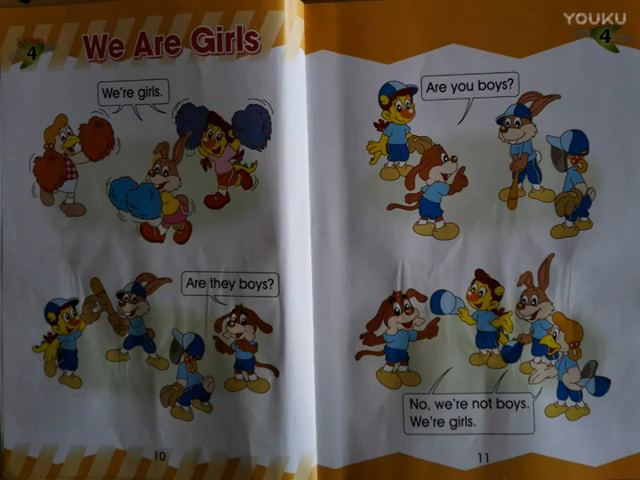 YOUKU
4
We Are Girls
4
We're girls.
Are they boys?
10
Are you boys?
No, we're not boys.
We're girls.
11